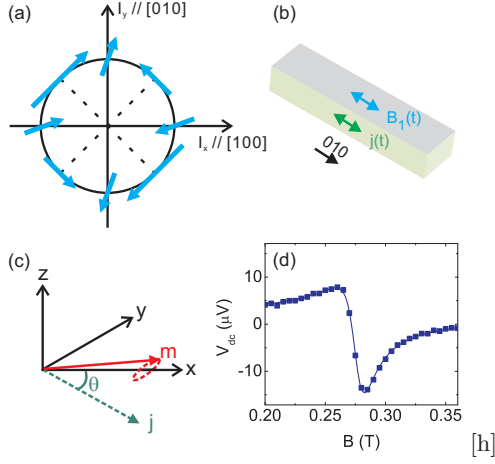 (a)
I_y // [010]
I_x // [100]
(b)
B_1(t)
j(t)
010
(c)
z
y
m
x
θ
j
(d)
10
0
-10
V_dc (μV)
0.20 0.25 0.30 0.35
B (T)
[h]